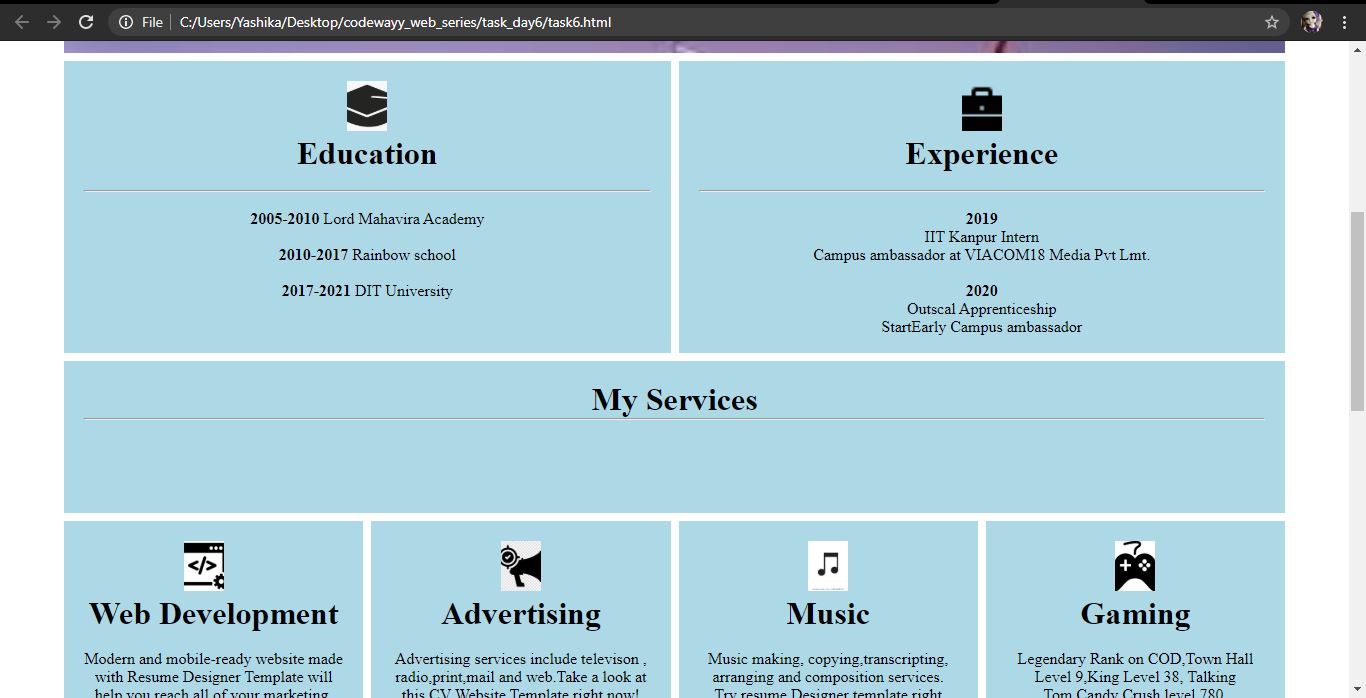 File
C:/Users/Yashika/Desktop/codewayy_web_series/task_day6/task6.html
Education
2005-2010 Lord Mahavira Academy
2010-2017 Rainbow school
2017-2021 DIT University
Experience
2019
IIT Kanpur Intern
Campus ambassador at VIACOM18 Media Pvt Lmt.
2020
Outscal Apprenticeship
StartEarly Campus ambassador
My Services
Web Development
Modern and mobile-ready website made
with Resume Designer Template will
help you reach all of your marketing
Advertising
Advertising services include televison ,
radio,print,mail and web.Take a look at
this CV Website Template right now!
Music
Music making, copying,transcripting,
arranging and composition services.
Try resume Designer template right
Gaming
Legendary Rank on COD,Town Hall
Level 9,King Level 38, Talking
Tom,Candy Crush level 780